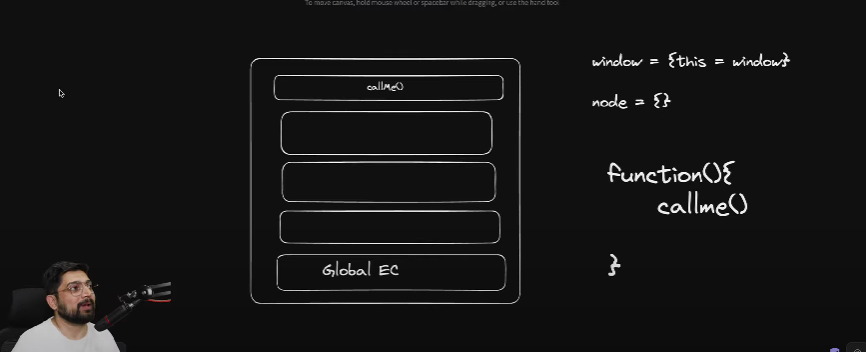 To move canvas, hold mouse wheel or spacebar while dragging, or use the hand tool
callMe()
Global EC
window = {this = window}
node = {}
function(){
callme()
}